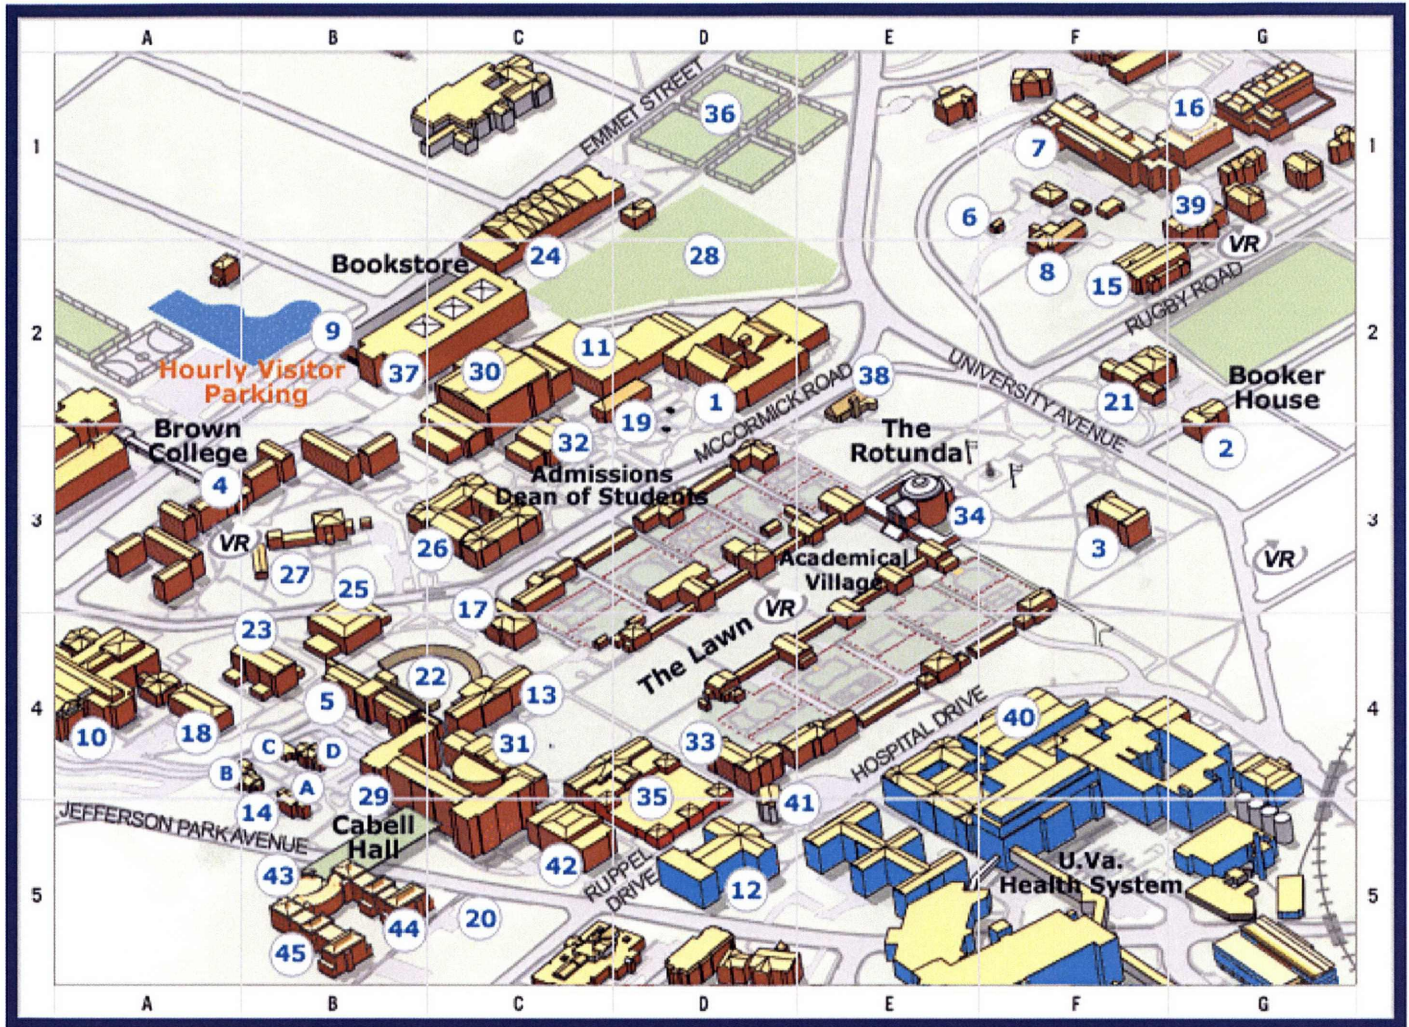 A B C D E F G
EMMET STREET
36
16
1
7
1
6
39
VR
24
28
8
15
Bookstore
RUGBY ROAD
9
2
11
2
Hourly Visitor
Parking
37
30
38
UNIVERSITY AVENUE
Booker
House
1
MCCORMICK ROAD
21
19
Brown
College
32
The
Rotunda
2
Admissions
Dean of Students
4
3
34
3
VR
26
3
VR
Academical
Village
27
25
17
VR
23
The Lawn
22
5
13
4
10
18
31
33
HOSPITAL DRIVE
40
4
C
D
B
A
14
29
35
41
JEFFERSON PARK AVENUE
Cabell
Hall
42
RUPPEL
DRIVE
U.Va.
Health System
43
12
5
44
20
5
45
A B C D E F G